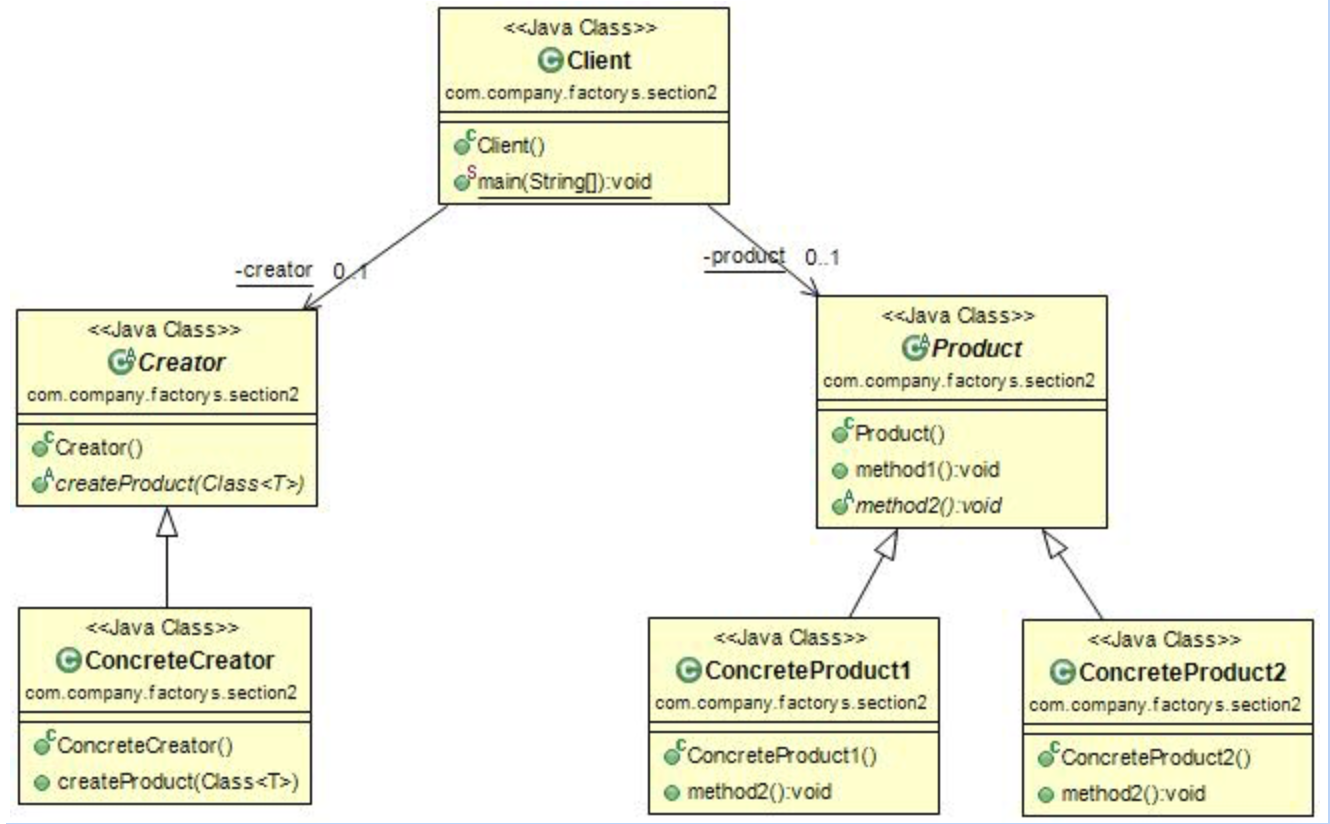 <<Java Class>>
Client
com.company.factorys.section2
Client()
main(String[]):void
-creator 0..1
-product 0..1
<<Java Class>>
Creator
com.company.factorys.section2
Creator()
createProduct(Class<T>)
<<Java Class>>
Product
com.company.factorys.section2
Product()
method1():void
method2():void
<<Java Class>>
ConcreteCreator
com.company.factorys.section2
ConcreteCreator()
createProduct(Class<T>)
<<Java Class>>
ConcreteProduct1
com.company.factorys.section2
ConcreteProduct1()
method2():void
<<Java Class>>
ConcreteProduct2
com.company.factorys.section2
ConcreteProduct2()
method2():void